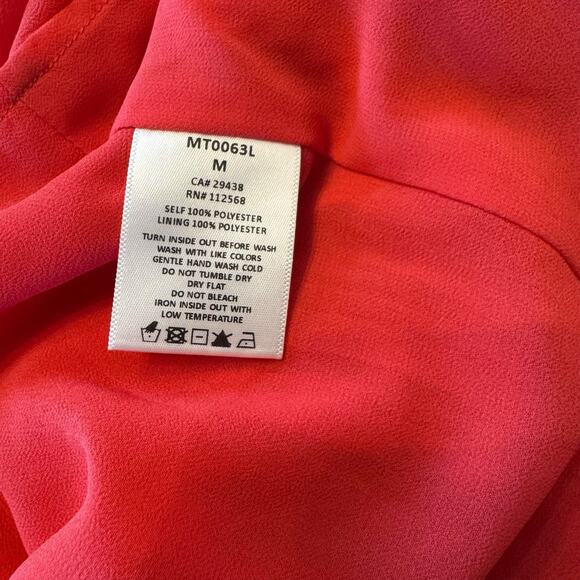 MT0063L
M
CA# 29438
RN# 112568
SELF 100% POLYESTER
LINING 100% POLYESTER
TURN INSIDE OUT BEFORE WASH
WASH WITH LIKE COLORS
GENTLE HAND WASH COLD
DO NOT TUMBLE DRY
DRY FLAT
DO NOT BLEACH
IRON INSIDE OUT WITH
LOW TEMPERATURE